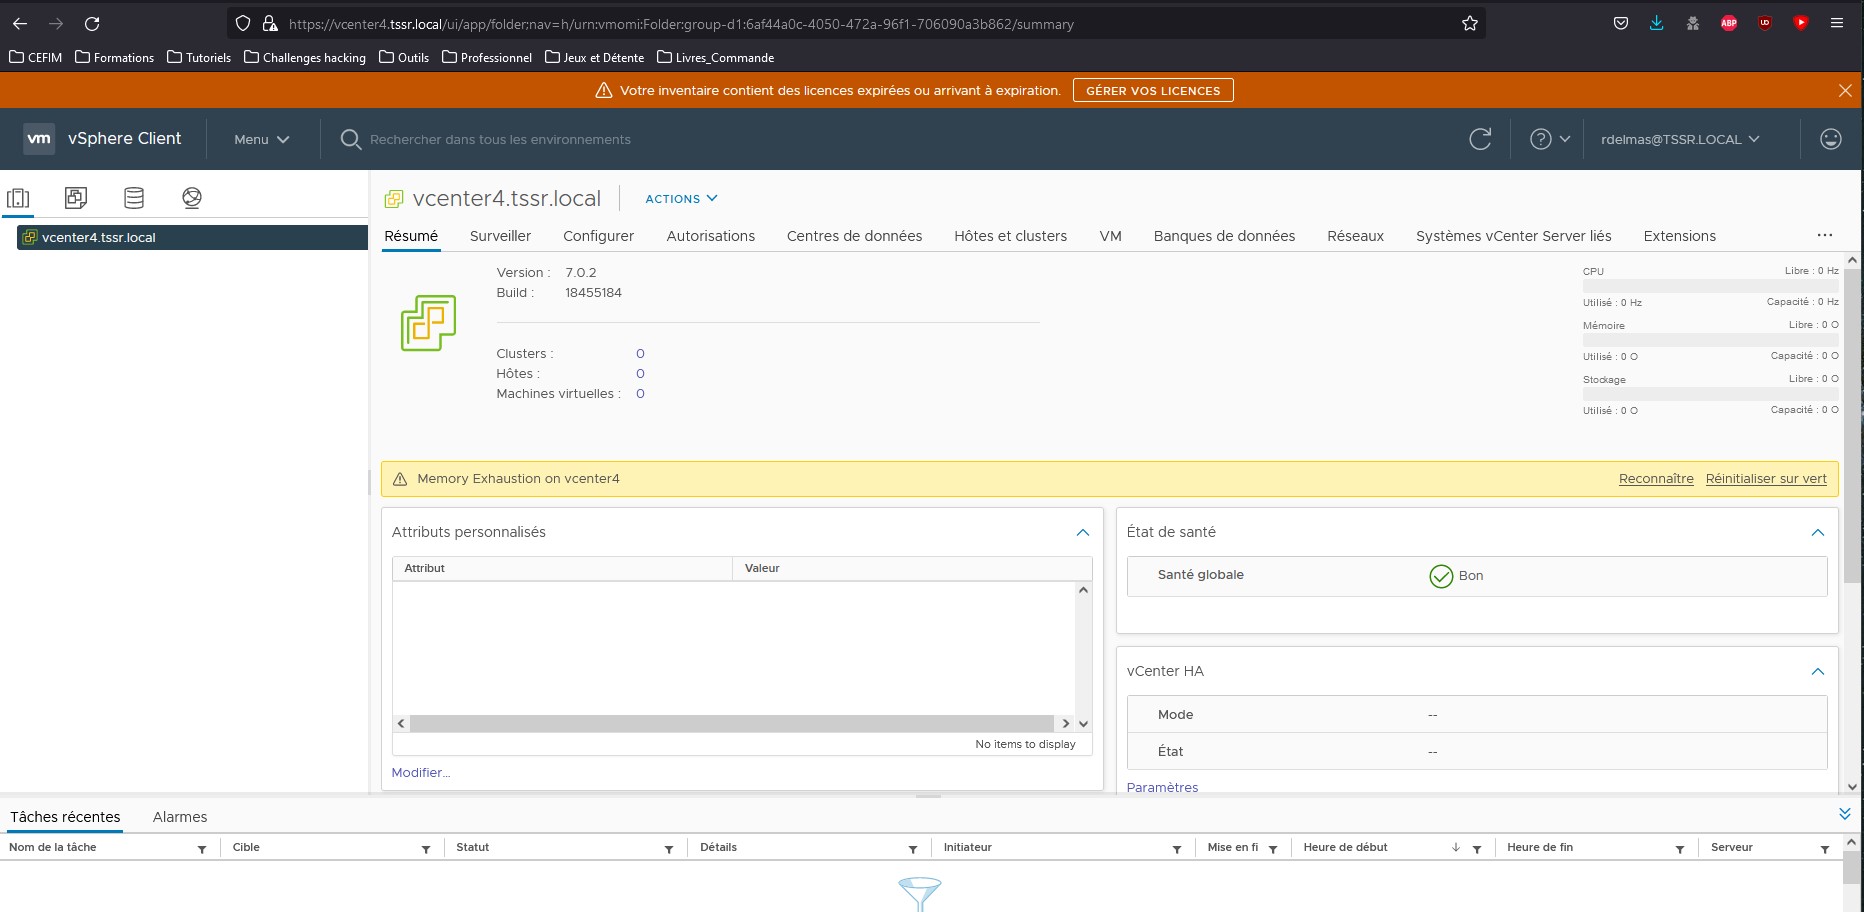 https://vcenter4.tssr.local/ui/app/folder;nav=h/urn:vmomi:Folder:group-d1:6af44a0c-4050-472a-96f1-706090a3b862/summary
ABP
CEFIM Formations Tutoriels Challenges hacking Outils Professionnel Jeux et Détente Livres_Commande
Votre inventaire contient des licences expirées ou arrivant à expiration. GÉRER VOS LICENCES
vm vSphere Client Menu Rechercher dans tous les environnements rdelmas@TSSR.LOCAL
vcenter4.tssr.local ACTIONS
vcenter4.tssr.local
Résumé Surveiller Configurer Autorisations Centres de données Hôtes et clusters VM Banques de données Réseaux Systèmes vCenter Server liés Extensions ...
Version : 7.0.2
Build : 18455184
Clusters : 0
Hôtes : 0
Machines virtuelles : 0
CPU Libre : 0 Hz
Utilisé : 0 Hz Capacité : 0 Hz
Mémoire Libre : 0 O
Utilisé : 0 O Capacité : 0 O
Stockage Libre : 0 O
Utilisé : 0 O Capacité : 0 O
Memory Exhaustion on vcenter4 Reconnaître Réinitialiser sur vert
Attributs personnalisés
Attribut Valeur
No items to display
Modifier...
État de santé
Santé globale Bon
vCenter HA
Mode --
État --
Paramètres
Tâches récentes Alarmes
Nom de la tâche Cible Statut Détails Initiateur Mise en fi Heure de début Heure de fin Serveur